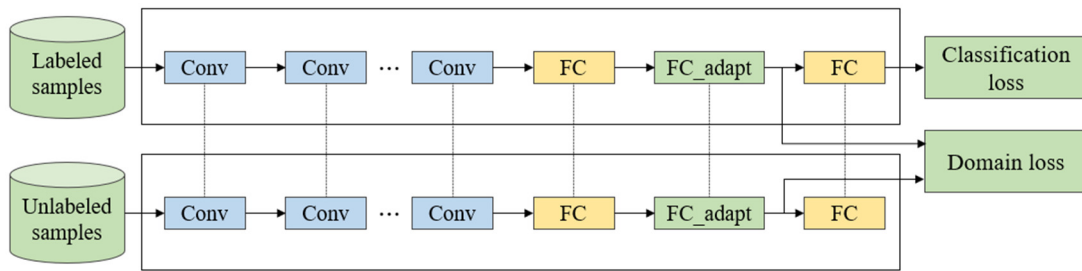 Labeled
samples
Conv
Conv
...
Conv
FC
FC_adapt
FC
Classification
loss
Domain loss
Unlabeled
samples
Conv
Conv
...
Conv
FC
FC_adapt
FC